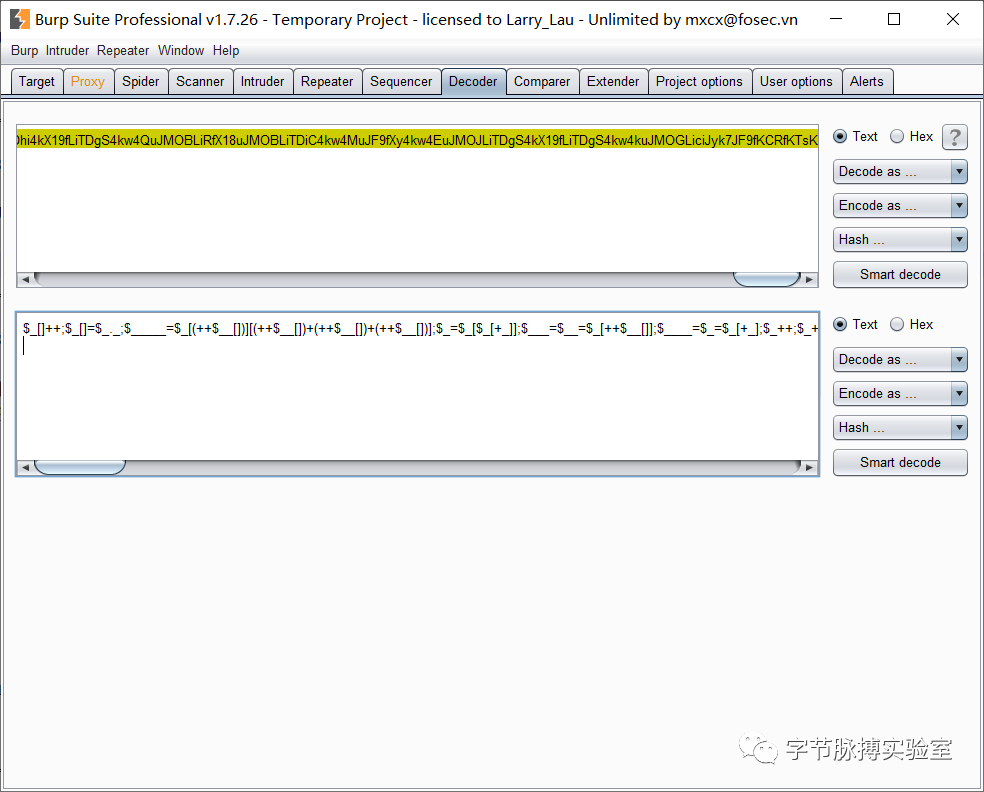 Burp Suite Professional v1.7.26 - Temporary Project - licensed to Larry_Lau - Unlimited by mxcx@fosec.vn
Burp Intruder Repeater Window Help
Target Proxy Spider Scanner Intruder Repeater Sequencer Decoder Comparer Extender Project options User options Alerts
hi4kX19fLiTDgS4kw4QuJMOBLiRfX18uJMOBLiTDiC4kw4MuJF9fXy4kw4EuJMOJLiTDgS4kX19fLiTDgS4kw4kuJMOGLiciJyk7JF9fKCRfKTsK
Text Hex ?
Decode as ...
Encode as ...
Hash ...
Smart decode
$_[]++;$_[]=$_._;$_____=$_[(++$__[])][(++$__[])+(++$__[])+(++$__[])];$_=$_[$_[+_]];$___=$__=$_[++$__[]];$____=$_=$_[+_];$_++;$_+
Text Hex
Decode as ...
Encode as ...
Hash ...
Smart decode
字节脉搏实验室